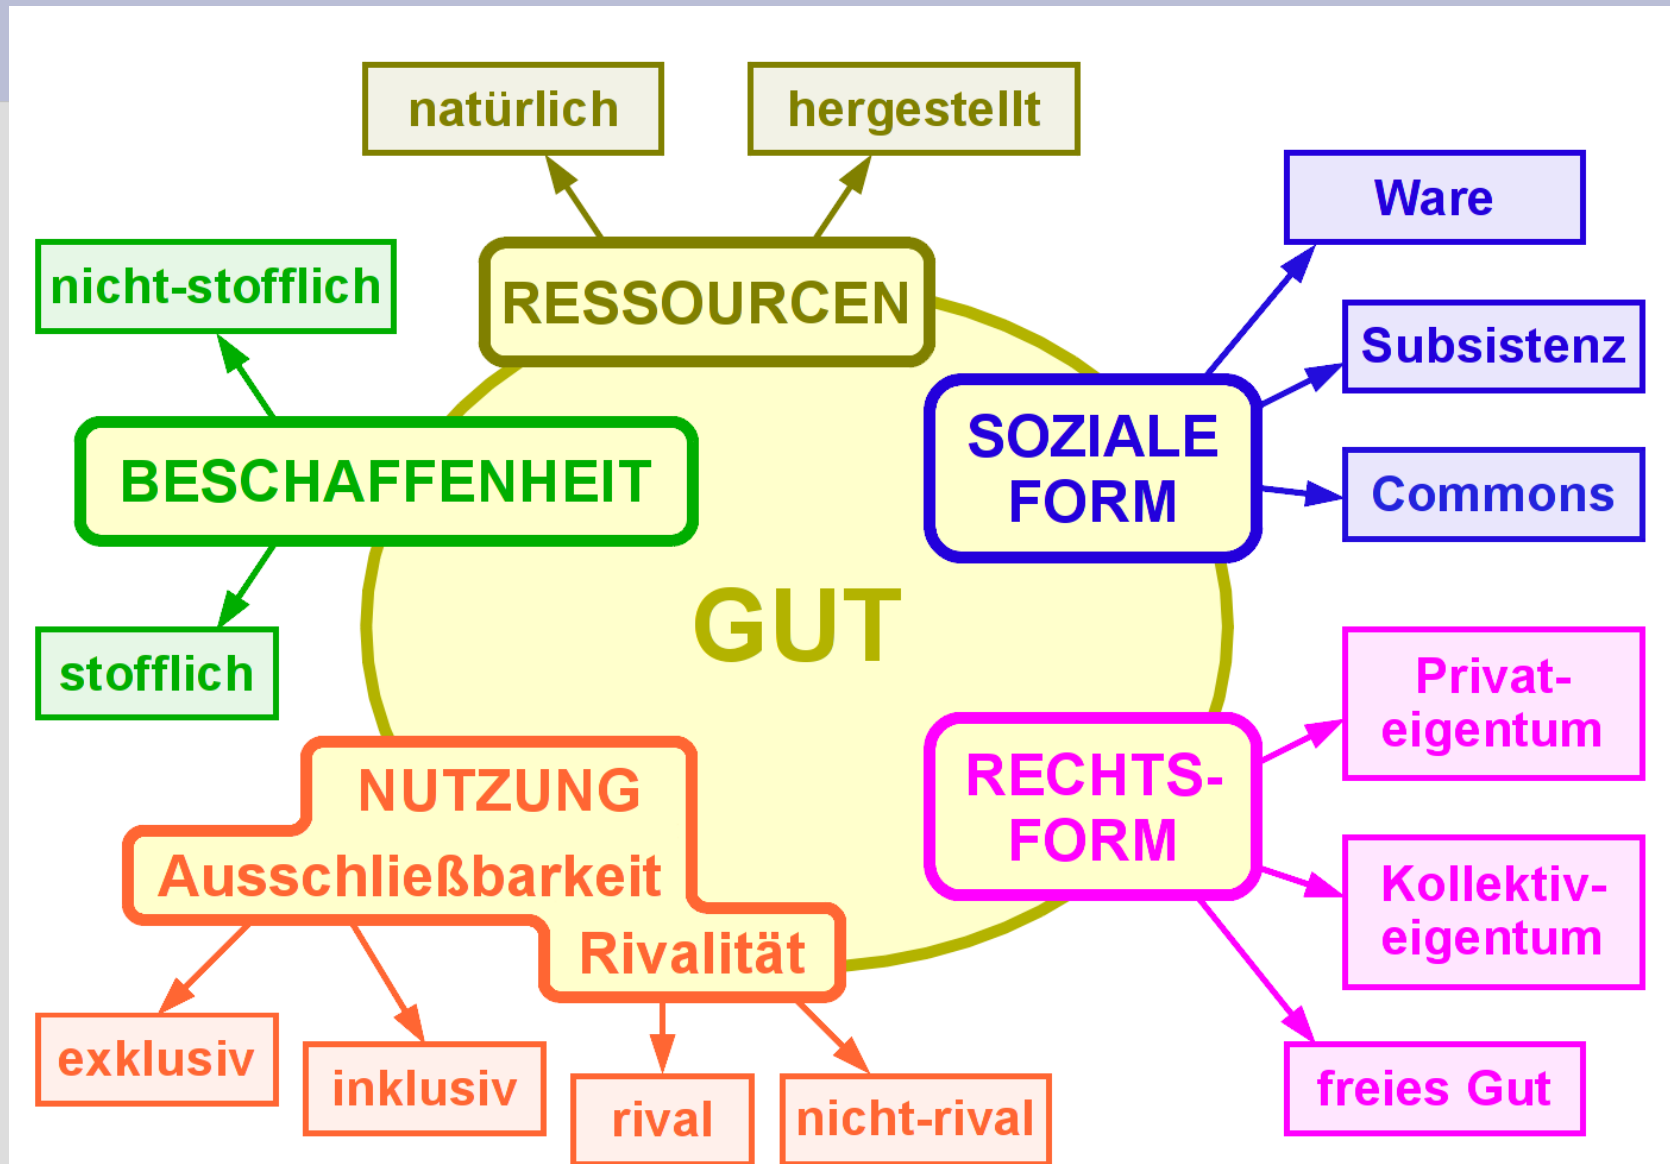 natürlich
hergestellt
Ware
nicht-stofflich
RESSOURCEN
Subsistenz
SOZIALE
FORM
BESCHAFFENHEIT
Commons
GUT
stofflich
Privat-
eigentum
RECHTS-
FORM
NUTZUNG
Ausschließbarkeit
Rivalität
Kollektiv-
eigentum
exklusiv
inklusiv
rival
nicht-rival
freies Gut